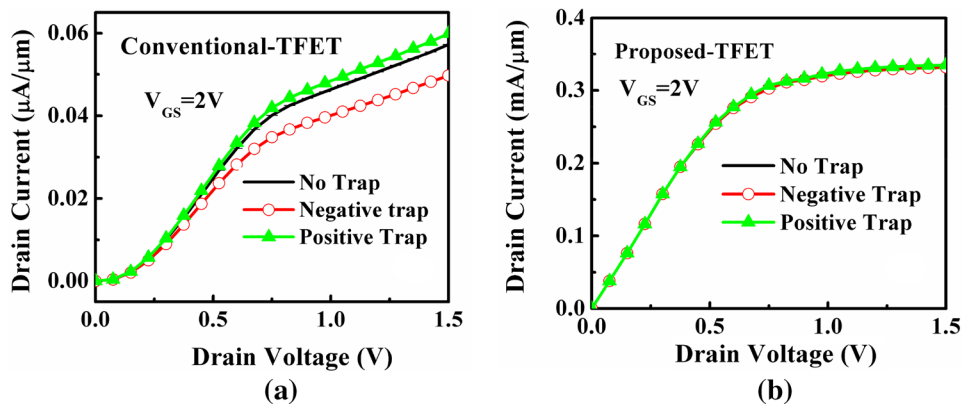 Conventional-TFET
V_GS=2V
No Trap
Negative trap
Positive Trap
Drain Current (μA/μm)
0.06
0.04
0.02
0.00
0.0 0.5 1.0 1.5
Drain Voltage (V)
(a)
Proposed-TFET
V_GS=2V
No Trap
Negative Trap
Positive Trap
Drain Current (mA/μm)
0.4
0.3
0.2
0.1
0.0
0.0 0.5 1.0 1.5
Drain Voltage (V)
(b)